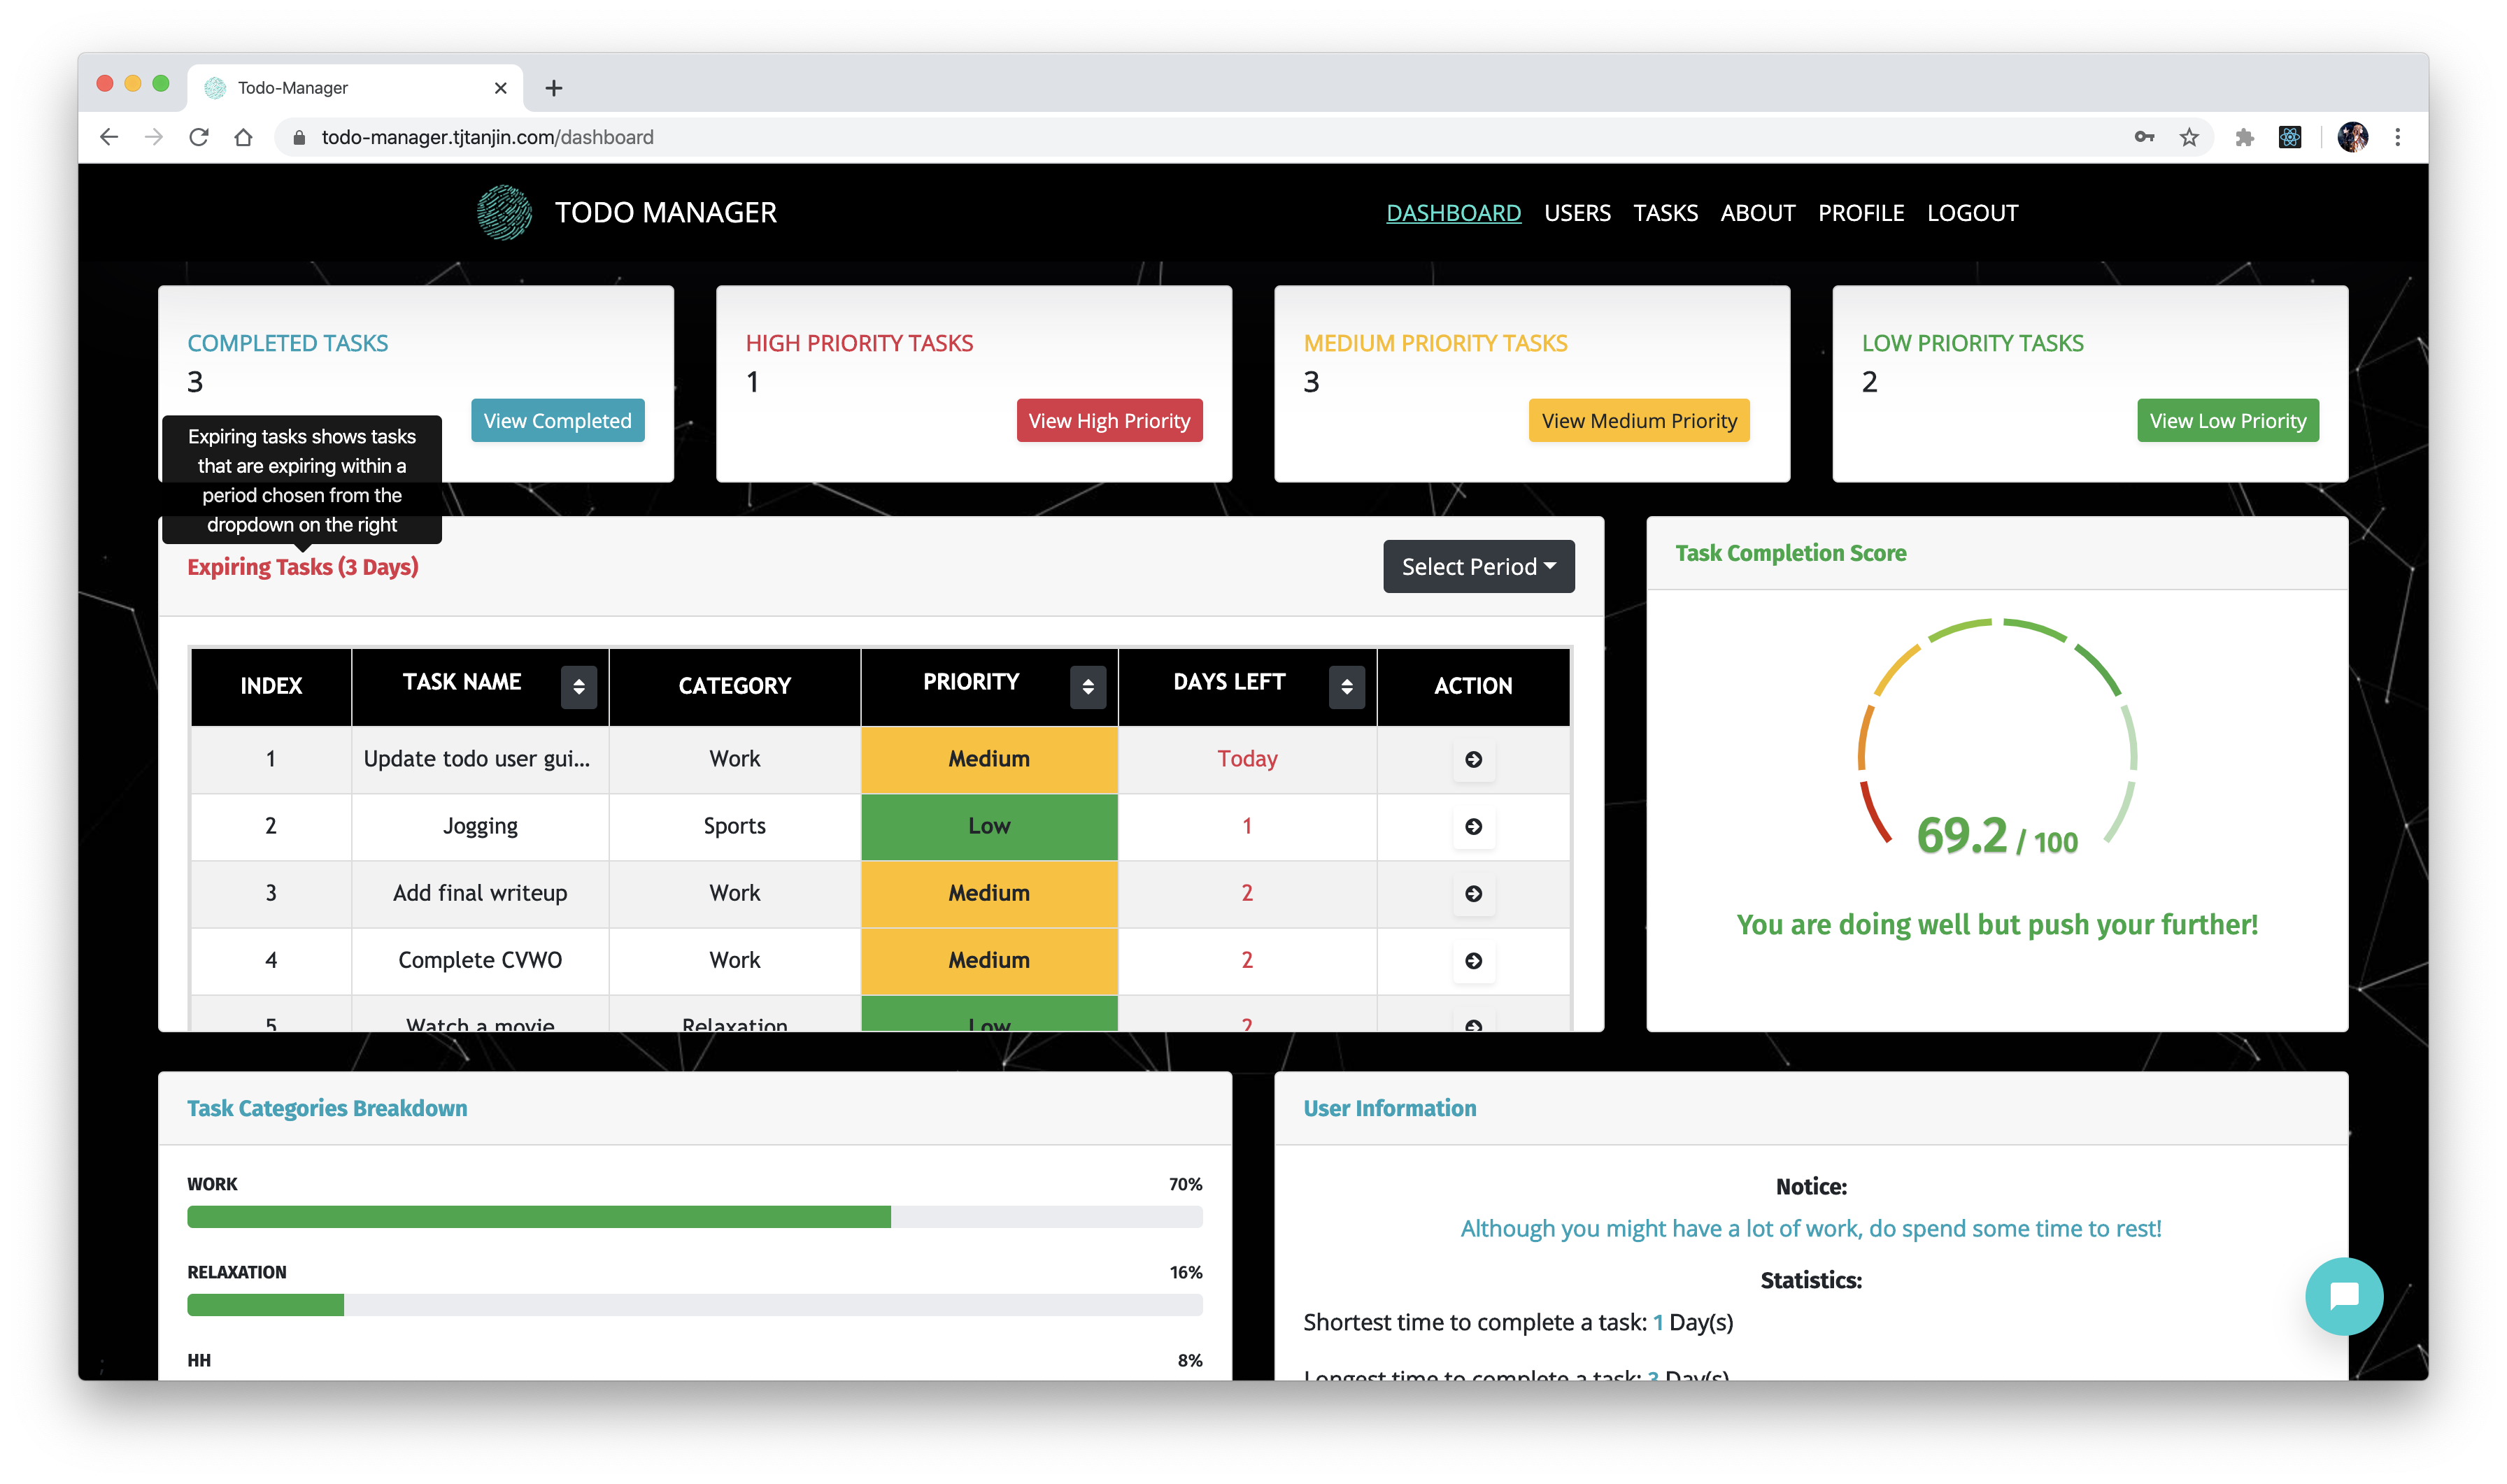 Todo-Manager
todo-manager.tjtanjin.com/dashboard
TODO MANAGER
DASHBOARD USERS TASKS ABOUT PROFILE LOGOUT
COMPLETED TASKS
3
View Completed
HIGH PRIORITY TASKS
1
View High Priority
MEDIUM PRIORITY TASKS
3
View Medium Priority
LOW PRIORITY TASKS
2
View Low Priority
Expiring tasks shows tasks
that are expiring within a
period chosen from the
dropdown on the right
Expiring Tasks (3 Days)
Select Period
INDEX TASK NAME CATEGORY PRIORITY DAYS LEFT ACTION
1 Update todo user gui... Work Medium Today
2 Jogging Sports Low 1
3 Add final writeup Work Medium 2
4 Complete CVWO Work Medium 2
5 Watch a movie Relaxation Low 2
Task Completion Score
69.2 / 100
You are doing well but push your further!
Task Categories Breakdown
WORK 70%
RELAXATION 16%
HH 8%
User Information
Notice:
Although you might have a lot of work, do spend some time to rest!
Statistics:
Shortest time to complete a task: 1 Day(s)
Longest time to complete a task: 3 Day(s)